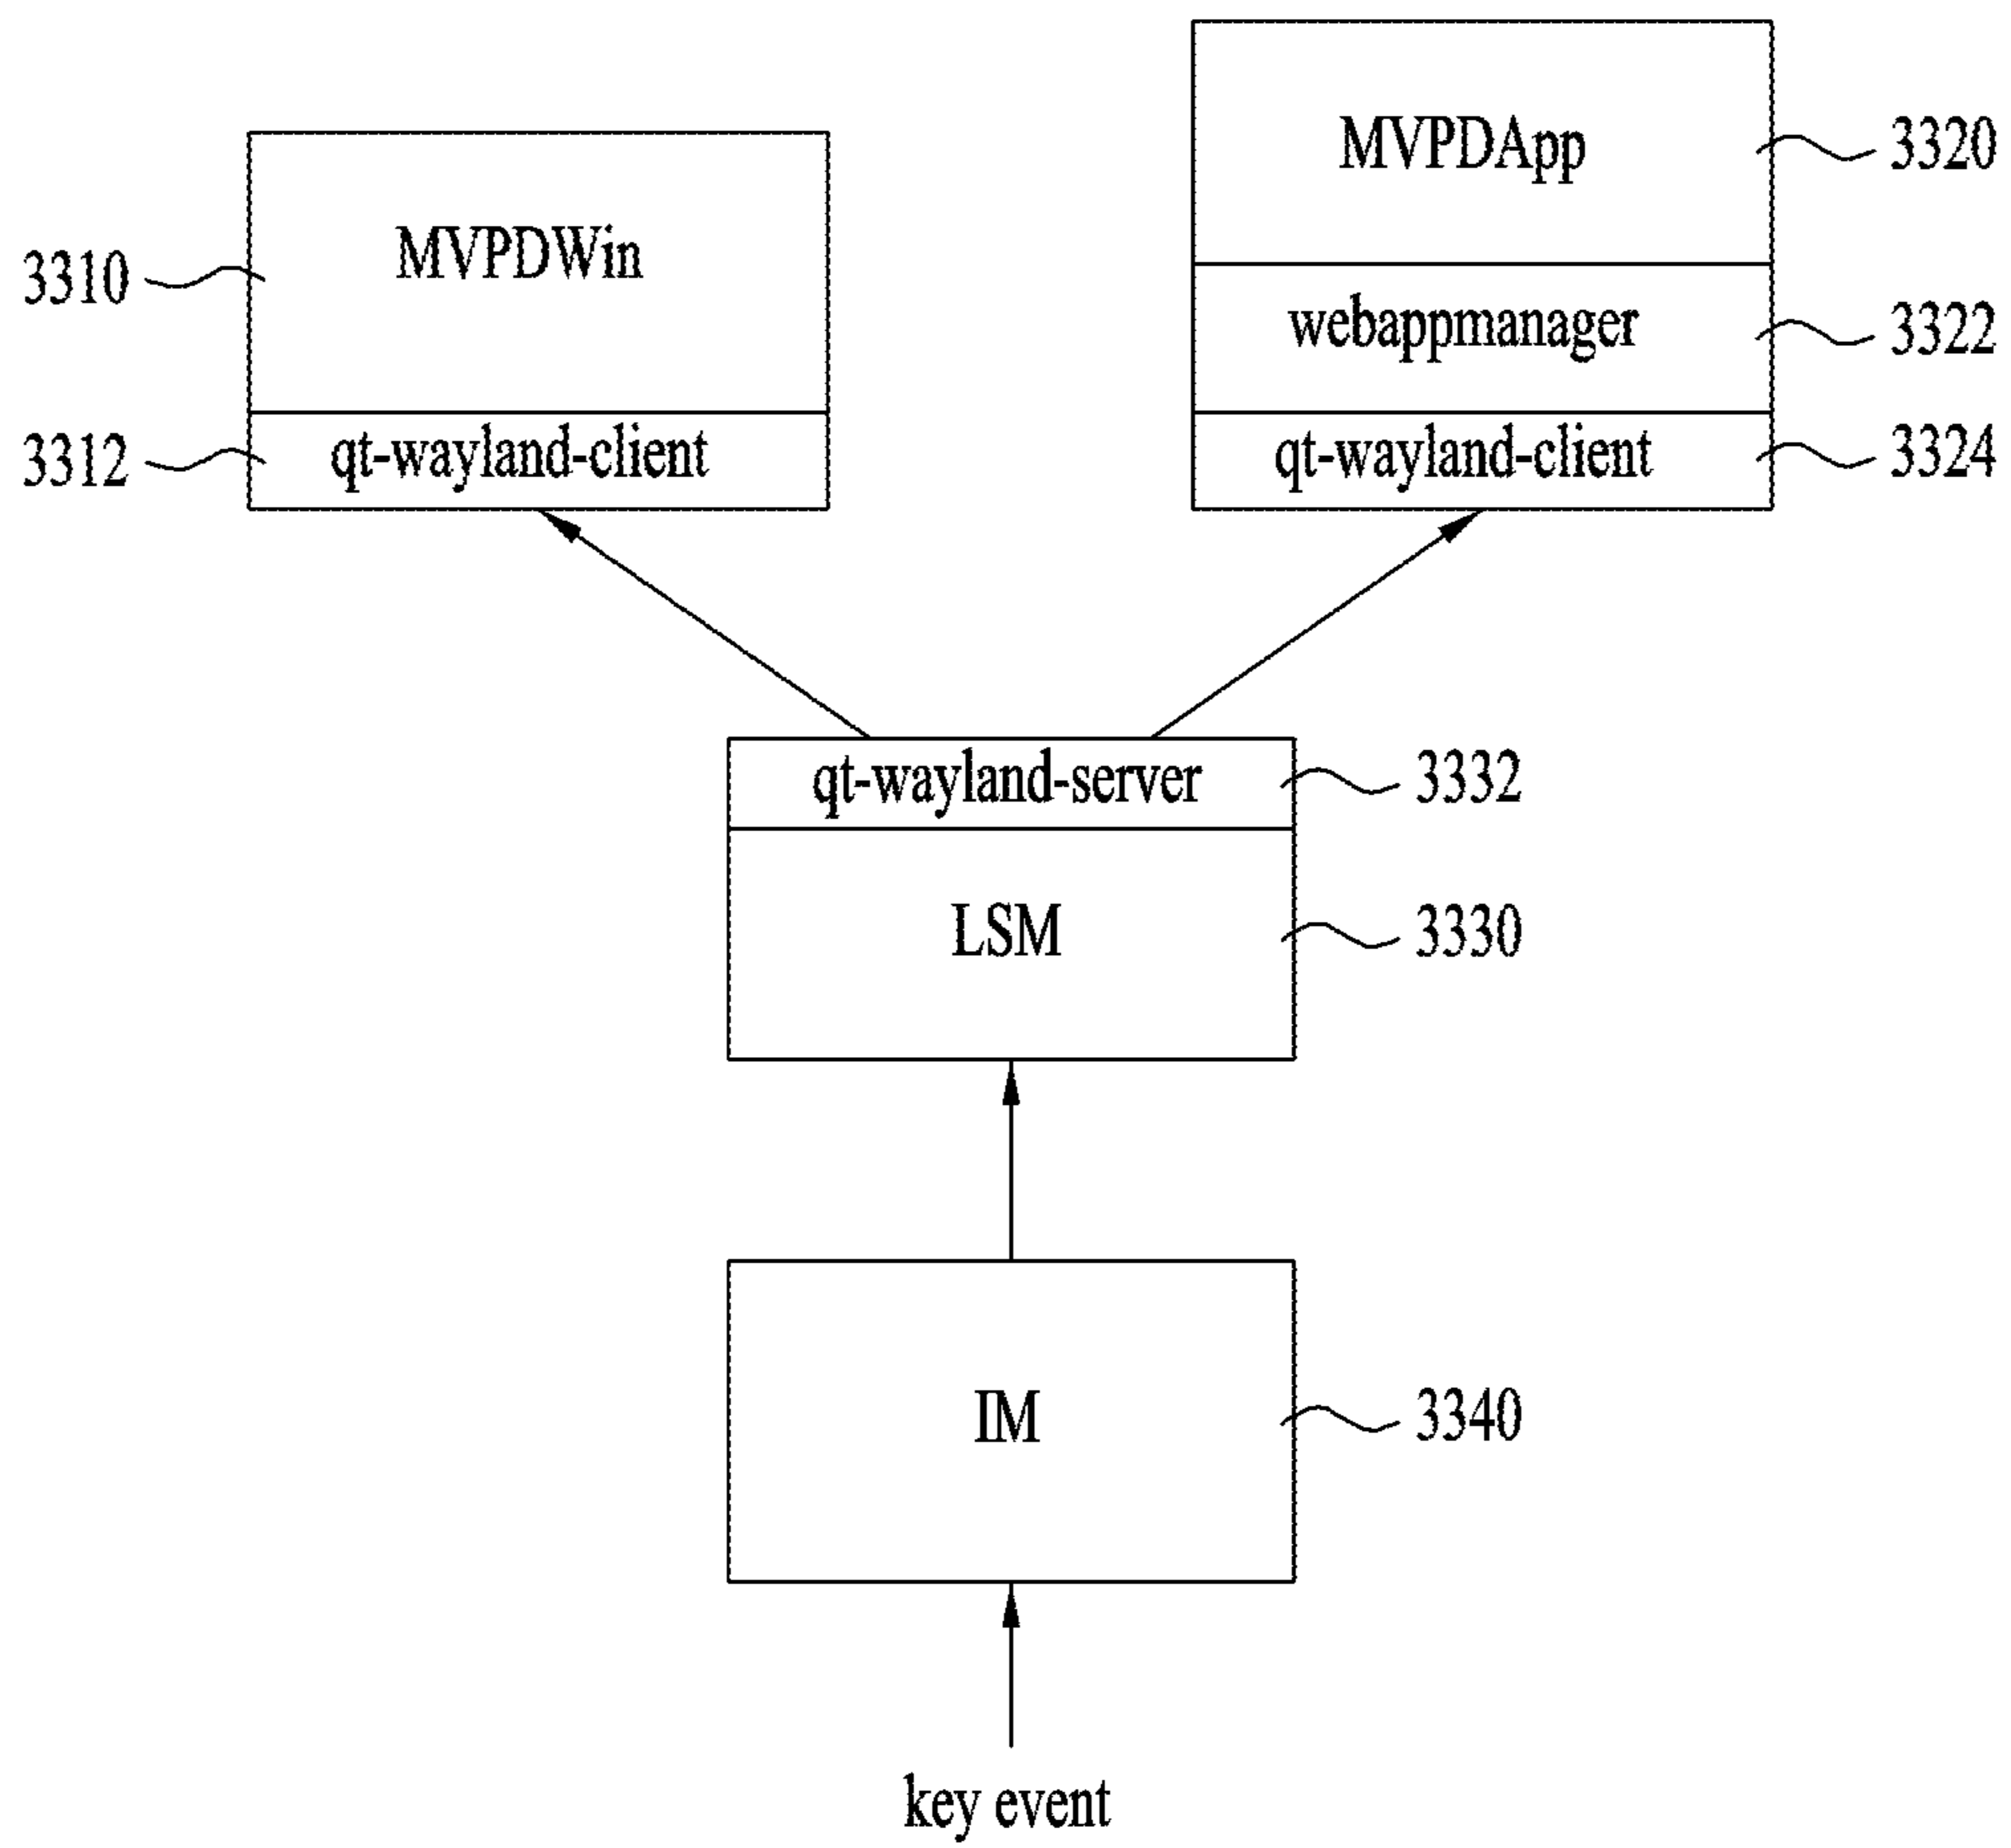 MVPDApp
3320
MVPDWin
3310
webappmanager
3322
qt-wayland-client
3312
qt-wayland-client
3324
qt-wayland-server
3332
LSM
3330
IM
3340
key event